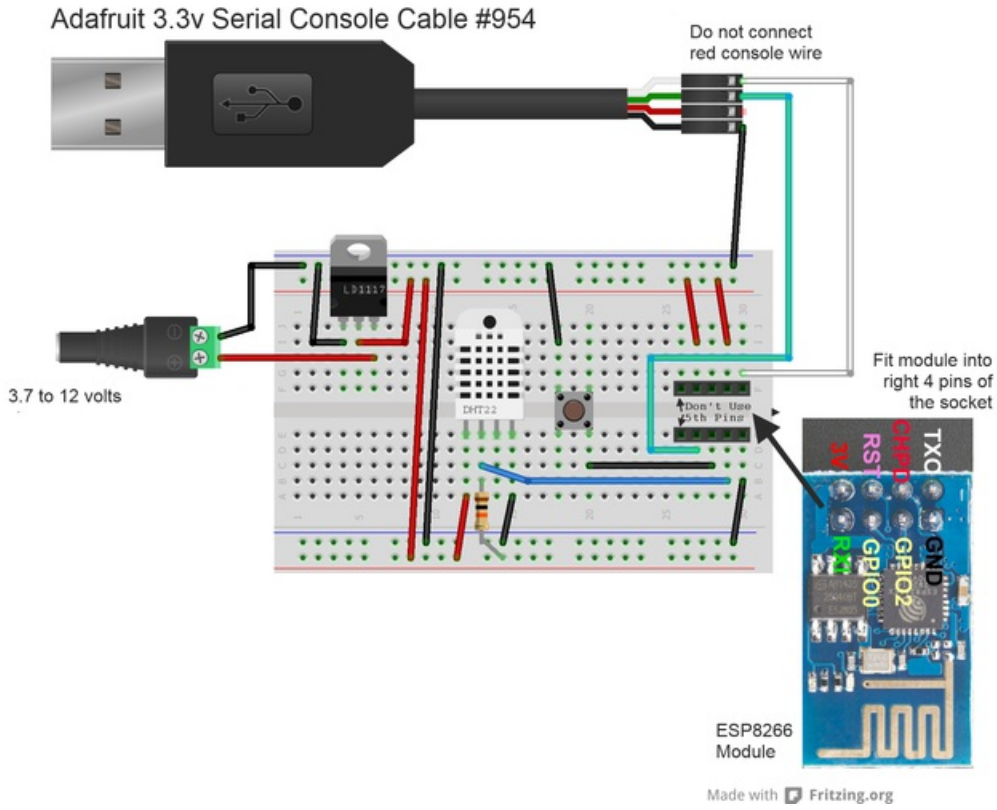 Adafruit 3.3v Serial Console Cable #954
Do not connect
red console wire
LD1117
3.7 to 12 volts
DHT22
Don't Use
5th Pins
Fit module into
right 4 pins of
the socket
3V
RST
CHPD
TXO
RXI
GPIO0
GPIO2
GND
ESP8266
Module
Made with Fritzing.org